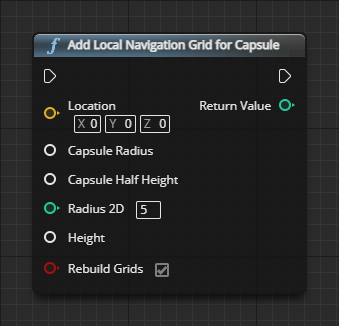 f Add Local Navigation Grid for Capsule
Location Return Value
X 0 Y 0 Z 0
Capsule Radius
Capsule Half Height
Radius 2D 5
Height
Rebuild Grids